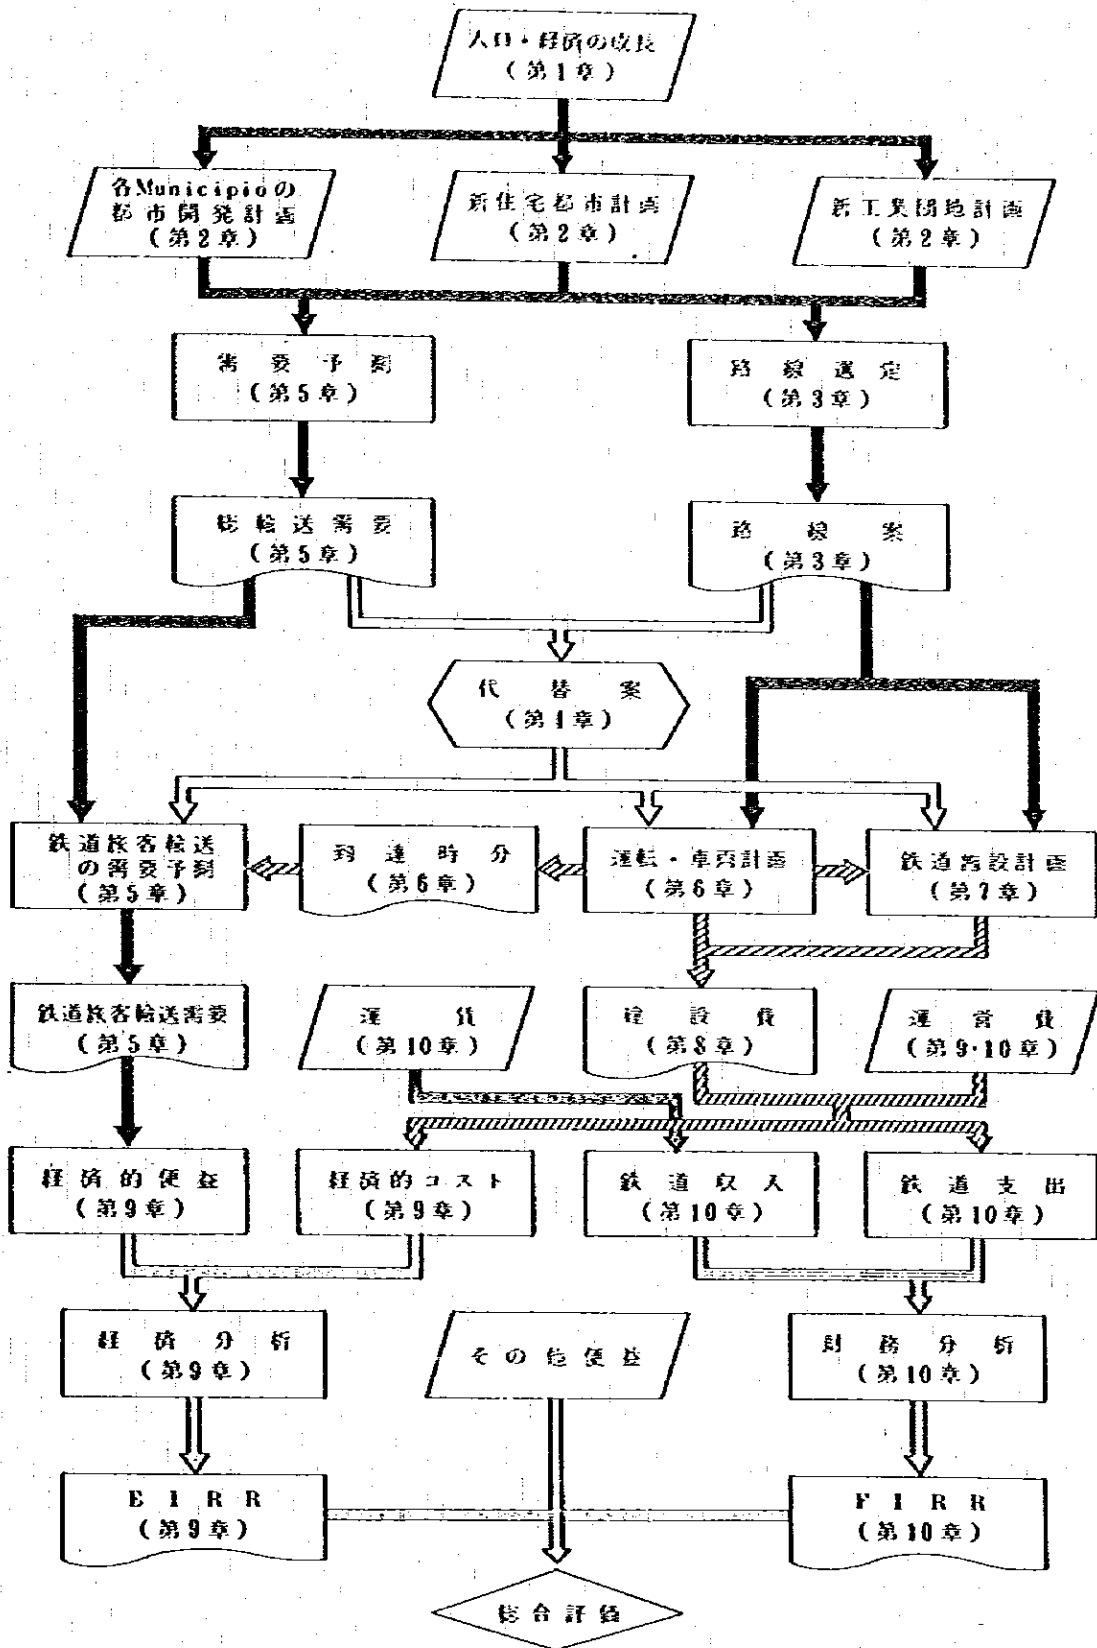 人口・経済の成長
(第1章)
各Municipioの
都市開発計画
(第2章)
新住宅都市計画
(第2章)
新工業団地計画
(第2章)
需要予測
(第5章)
路線選定
(第3章)
総輸送需要
(第5章)
路線案
(第3章)
代替案
(第4章)
鉄道旅客輸送
の需要予測
(第5章)
到達時分
(第6章)
運転・車両計画
(第6章)
鉄道施設計画
(第7章)
鉄道旅客輸送需要
(第5章)
運賃
(第10章)
建設費
(第8章)
運営費
(第9・10章)
経済的便益
(第9章)
経済的コスト
(第9章)
鉄道収入
(第10章)
鉄道支出
(第10章)
経済分析
(第9章)
その他便益
財務分析
(第10章)
EIRR
(第9章)
FIRR
(第10章)
総合評価